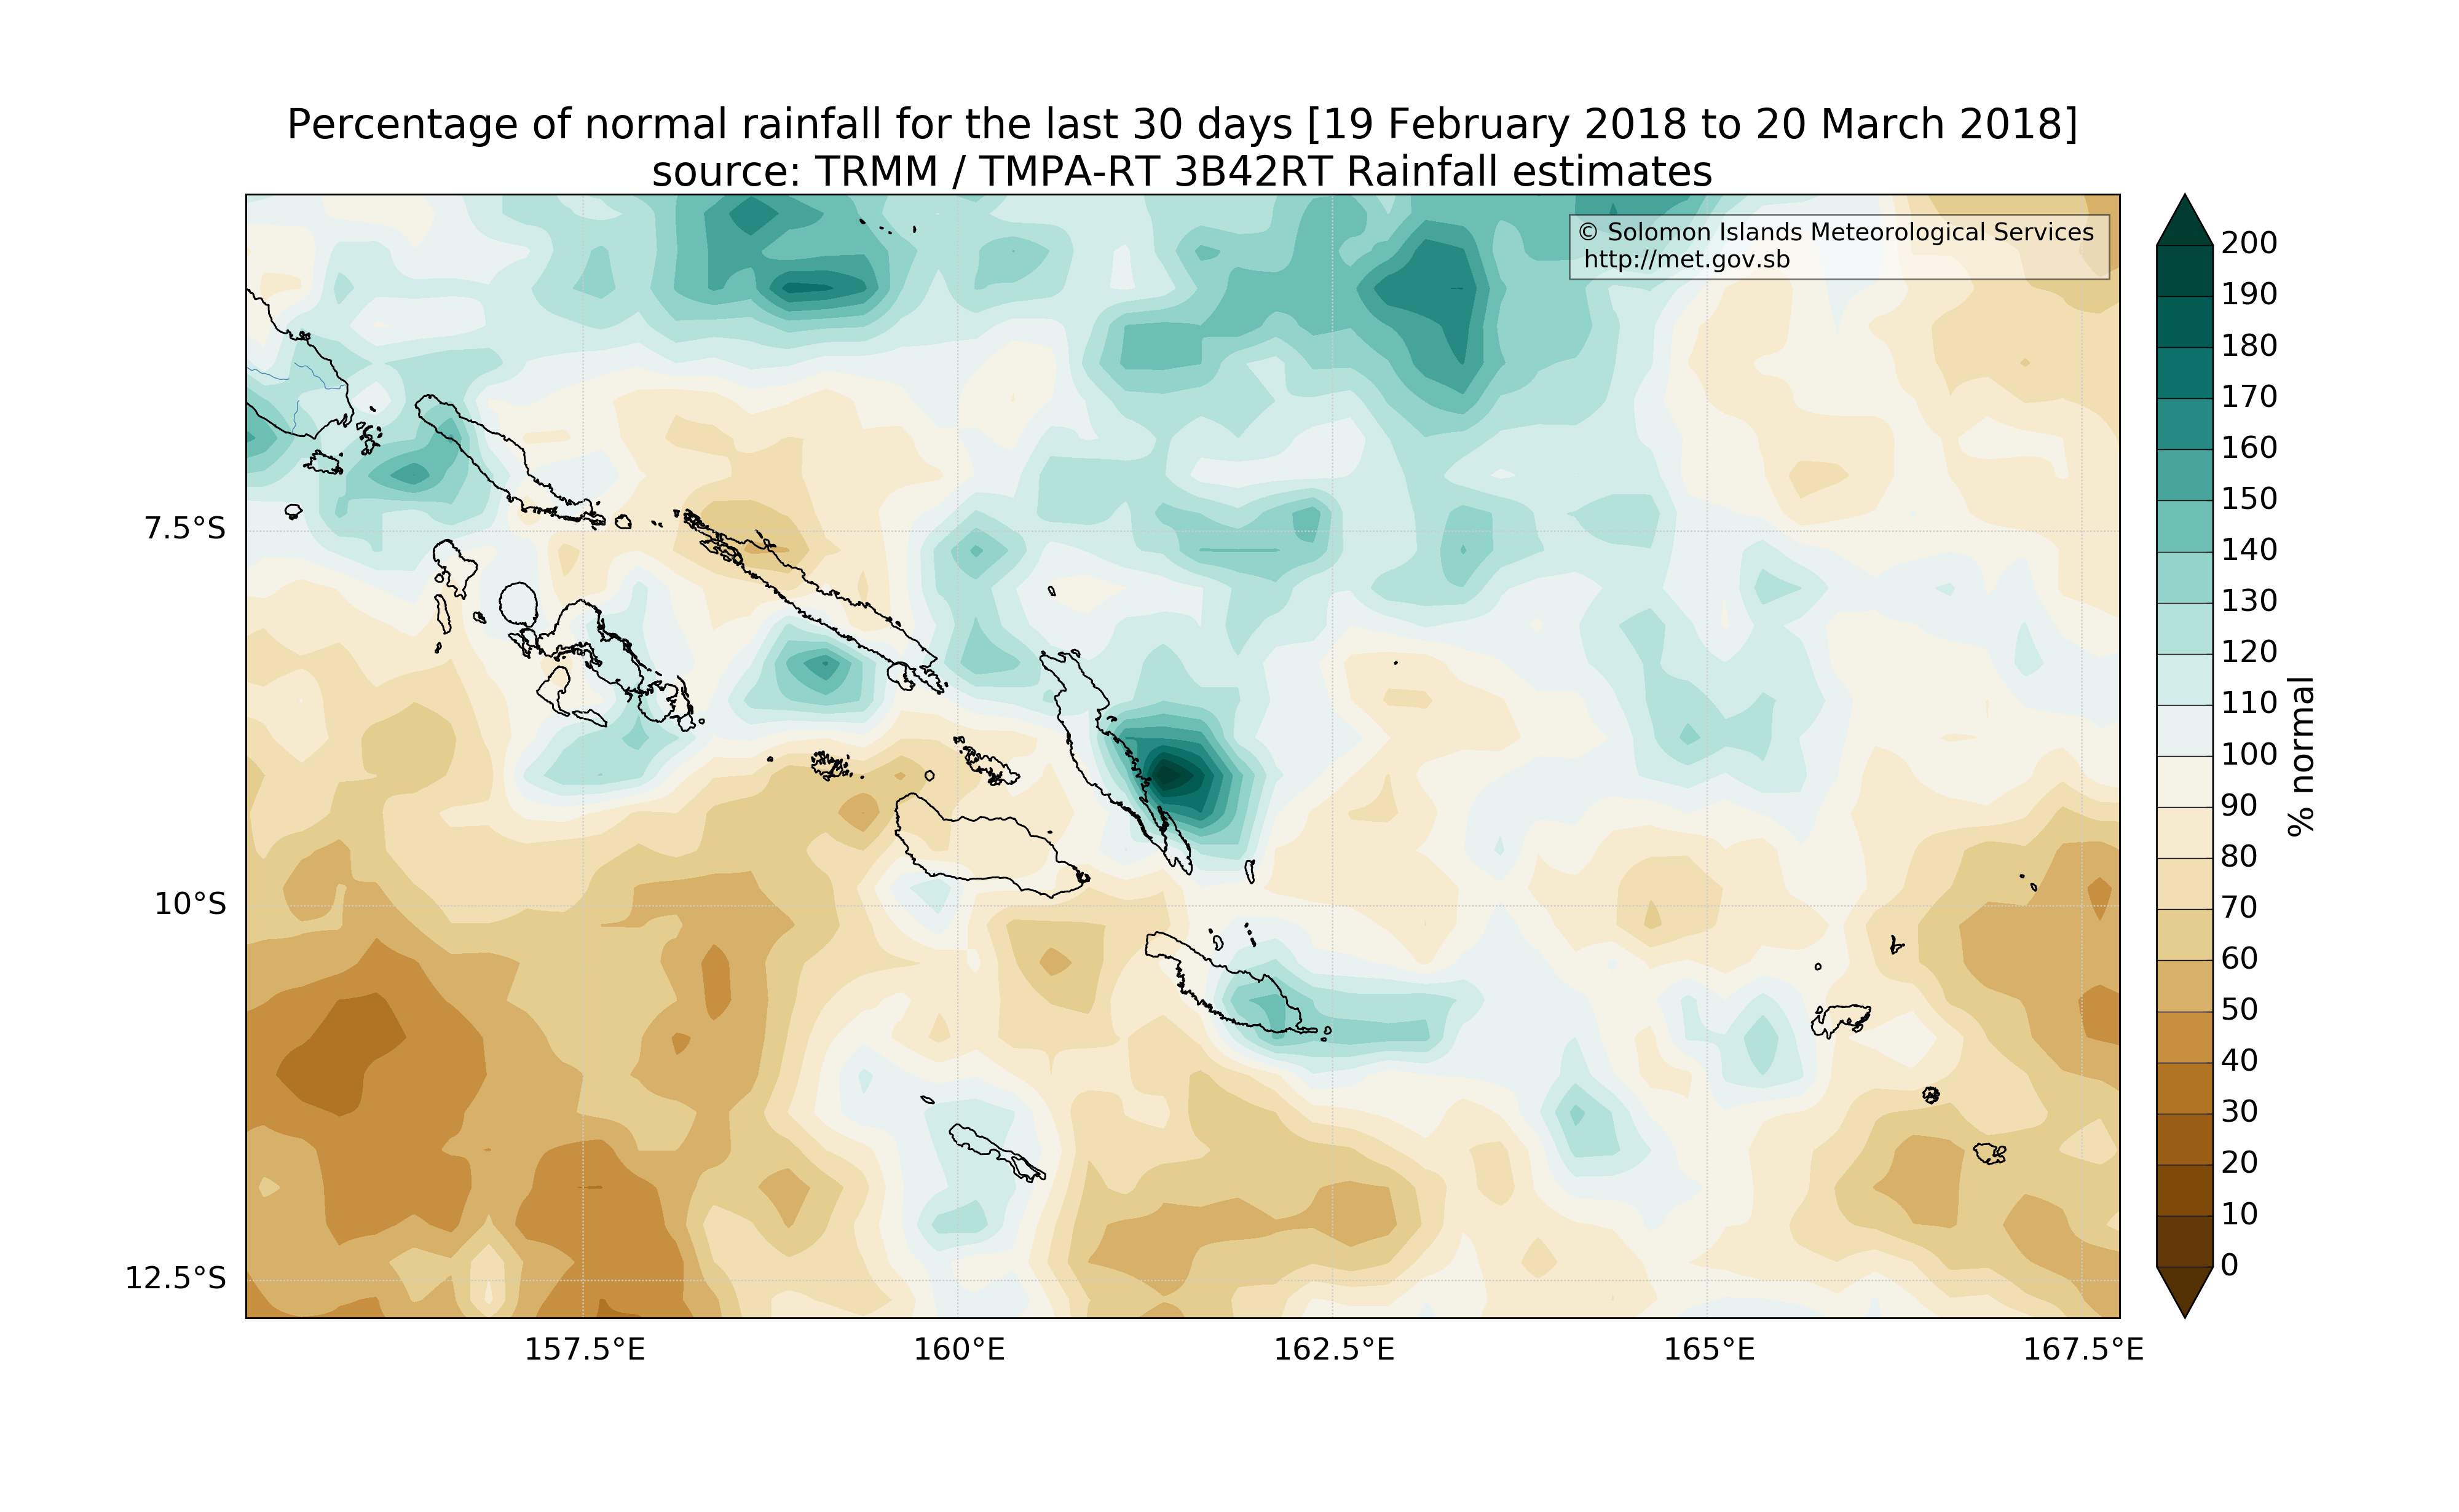 Percentage of normal rainfall for the last 30 days [19 February 2018 to 20 March 2018]
source: TRMM / TMPA-RT 3B42RT Rainfall estimates
© Solomon Islands Meteorological Services
http://met.gov.sb
7.5°S
10°S
12.5°S
157.5°E
160°E
162.5°E
165°E
167.5°E
200
190
180
170
160
150
140
130
120
110
100
90
80
70
60
50
40
30
20
10
0
% normal